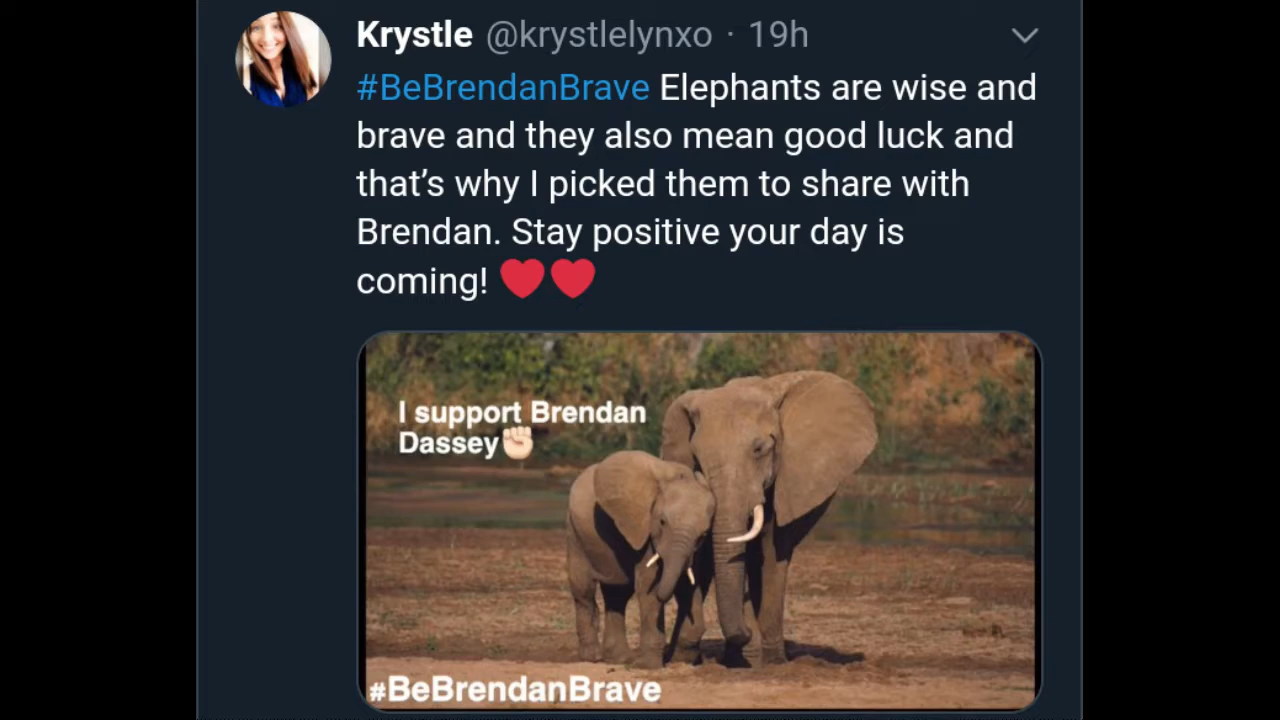 Krystle @krystlelynxo · 19h
#BeBrendanBrave Elephants are wise and
brave and they also mean good luck and
that’s why I picked them to share with
Brendan. Stay positive your day is
coming! ❤️❤️
I support Brendan
Dassey✊🏻
#BeBrendanBrave